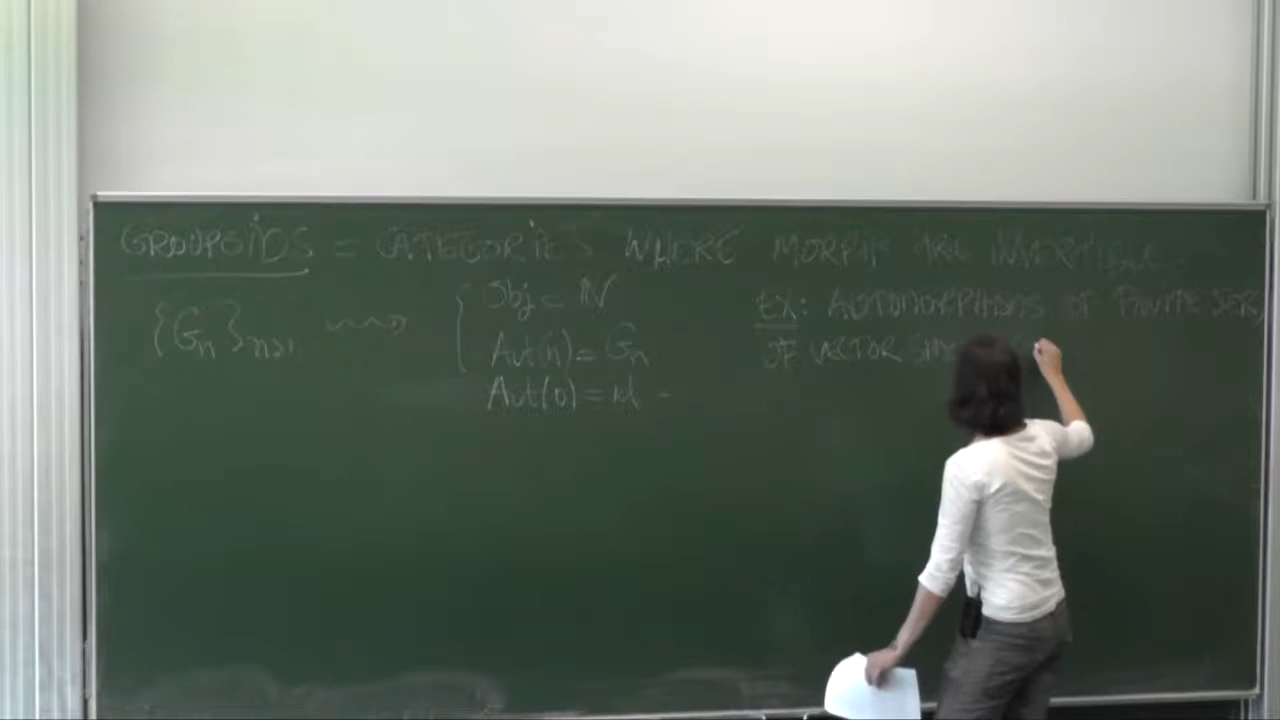 GROUPOIDS = CATEGORIES WHERE MORPH ARE INVERTIBLE.
{Gₙ}ₙ≥₁ ⇝ { Obj = ℕ
Aut(n) = Gₙ
Aut(0) = id
EX: AUTOMORPHISMS OF FINITE SETS,
OF VECTOR